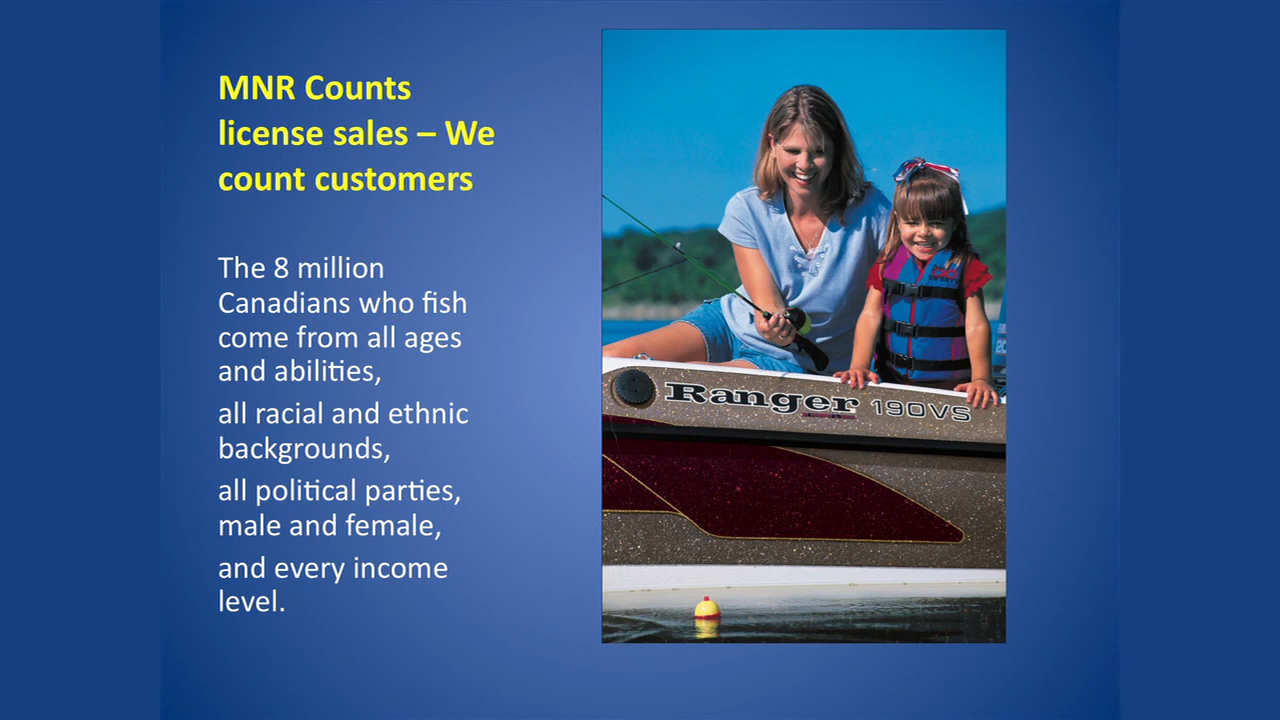 MNR Counts
license sales – We
count customers
The 8 million
Canadians who fish
come from all ages
and abilities,
all racial and ethnic
backgrounds,
all political parties,
male and female,
and every income
level.
Ranger 190VS